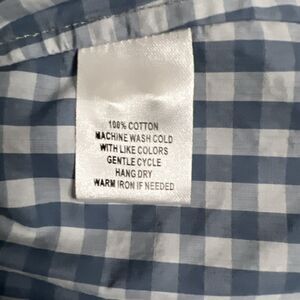 100% COTTON
MACHINE WASH COLD
WITH LIKE COLORS
GENTLE CYCLE
HANG DRY
WARM IRON IF NEEDED